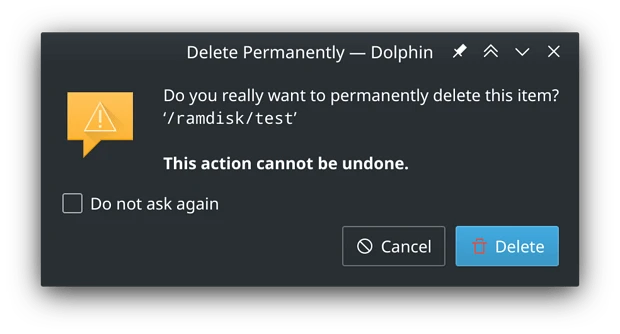 Delete Permanently — Dolphin
Do you really want to permanently delete this item?
‘/ramdisk/test’
This action cannot be undone.
Do not ask again
Cancel
Delete